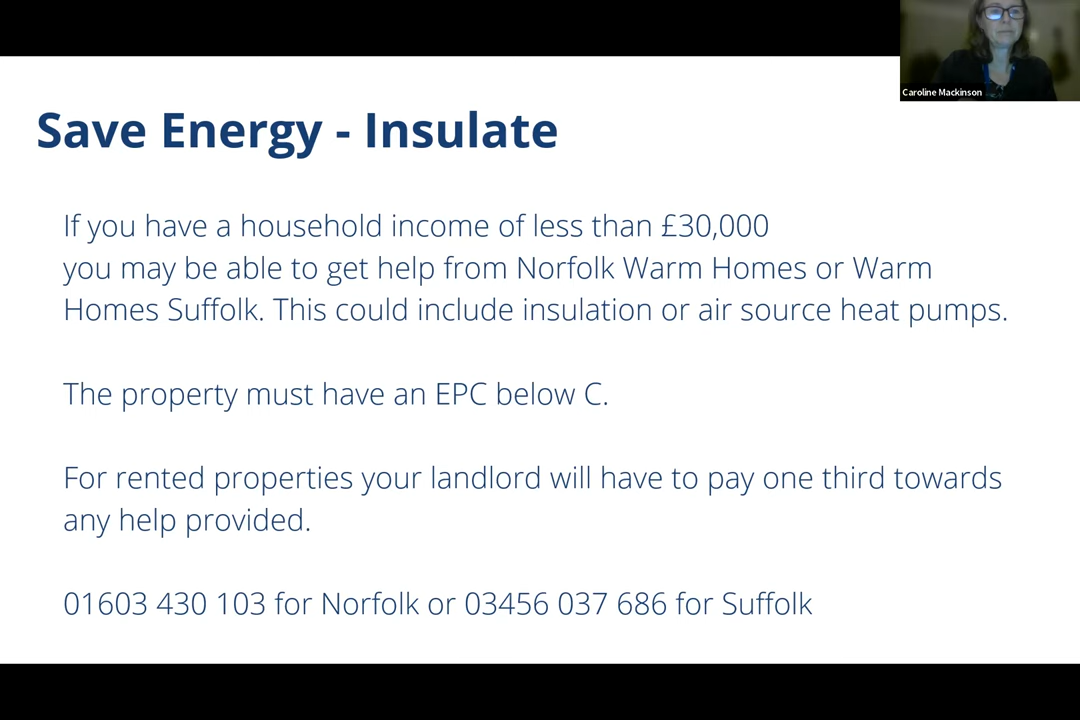 Caroline Mackinson
Save Energy - Insulate
If you have a household income of less than £30,000
you may be able to get help from Norfolk Warm Homes or Warm
Homes Suffolk. This could include insulation or air source heat pumps.
The property must have an EPC below C.
For rented properties your landlord will have to pay one third towards
any help provided.
01603 430 103 for Norfolk or 03456 037 686 for Suffolk